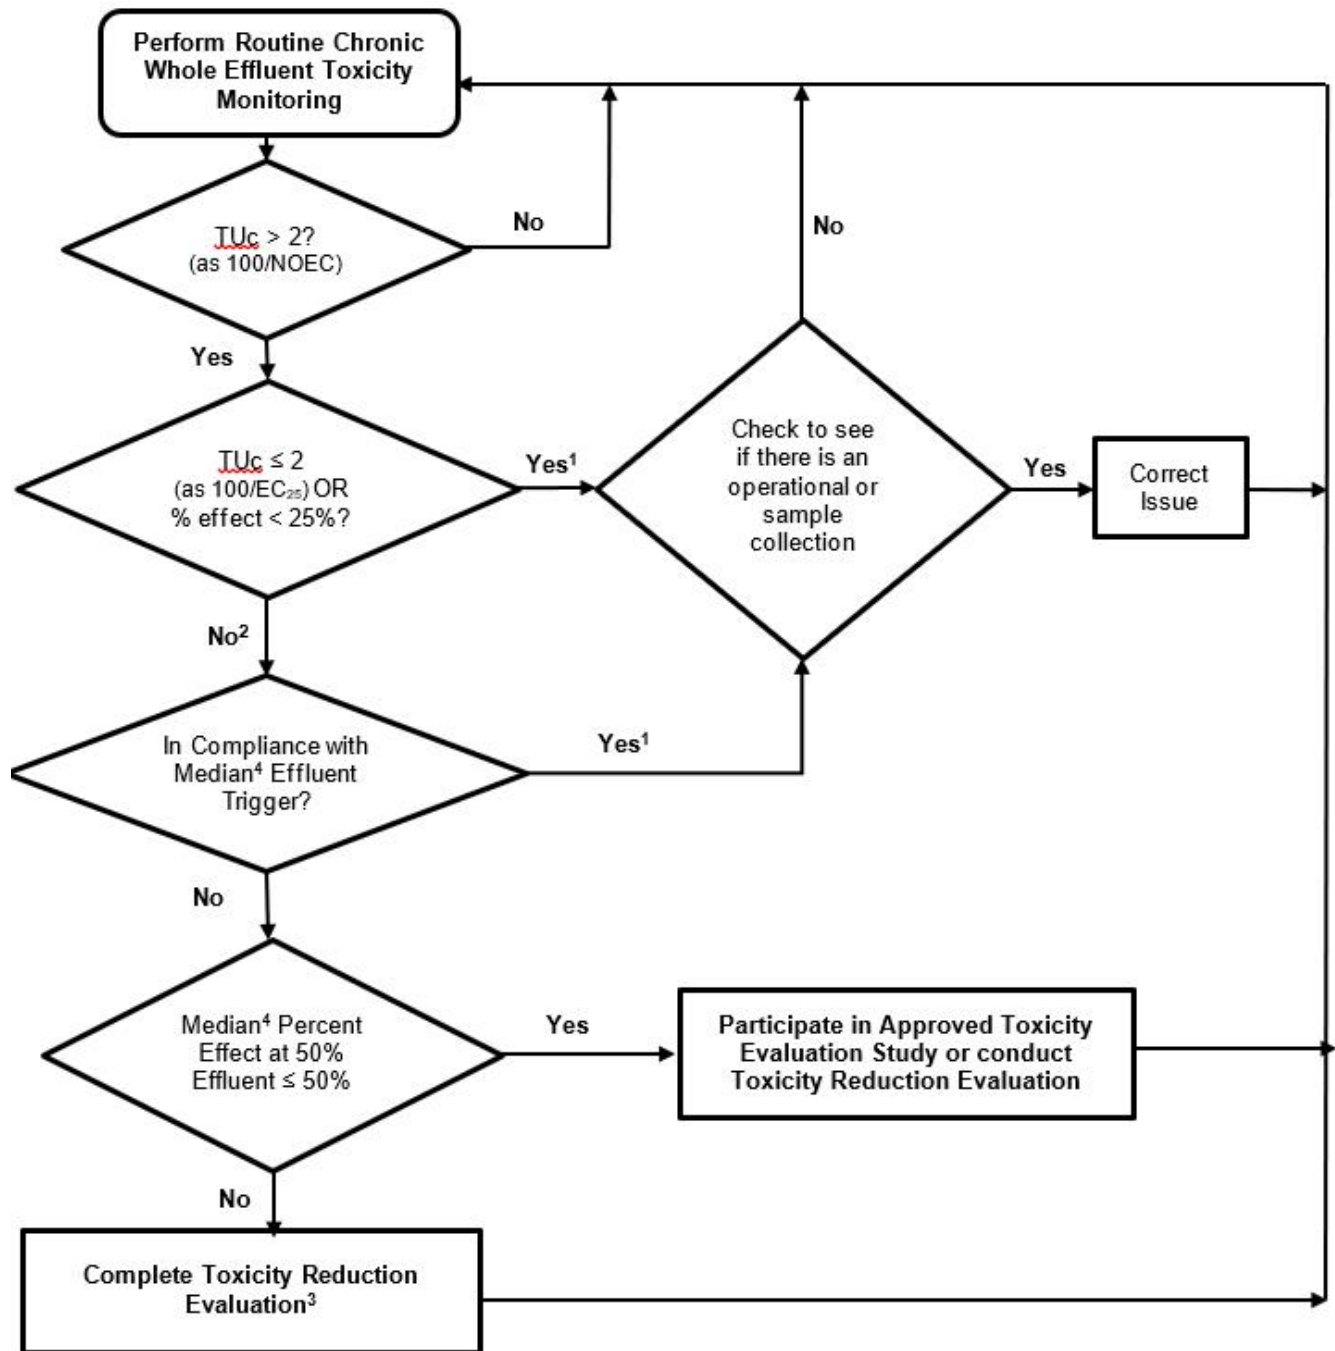 Perform Routine Chronic
Whole Effluent Toxicity
Monitoring
TUc > 2?
(as 100/NOEC)
No
Yes
TUc ≤ 2
(as 100/EC₂₅) OR
% effect < 25%?
Yes¹
Check to see
if there is an
operational or
sample
collection
No
Yes
Correct
Issue
No²
In Compliance with
Median⁴ Effluent
Trigger?
Yes¹
No
Median⁴ Percent
Effect at 50%
Effluent ≤ 50%
Yes
Participate in Approved Toxicity
Evaluation Study or conduct
Toxicity Reduction Evaluation
No
Complete Toxicity Reduction
Evaluation³